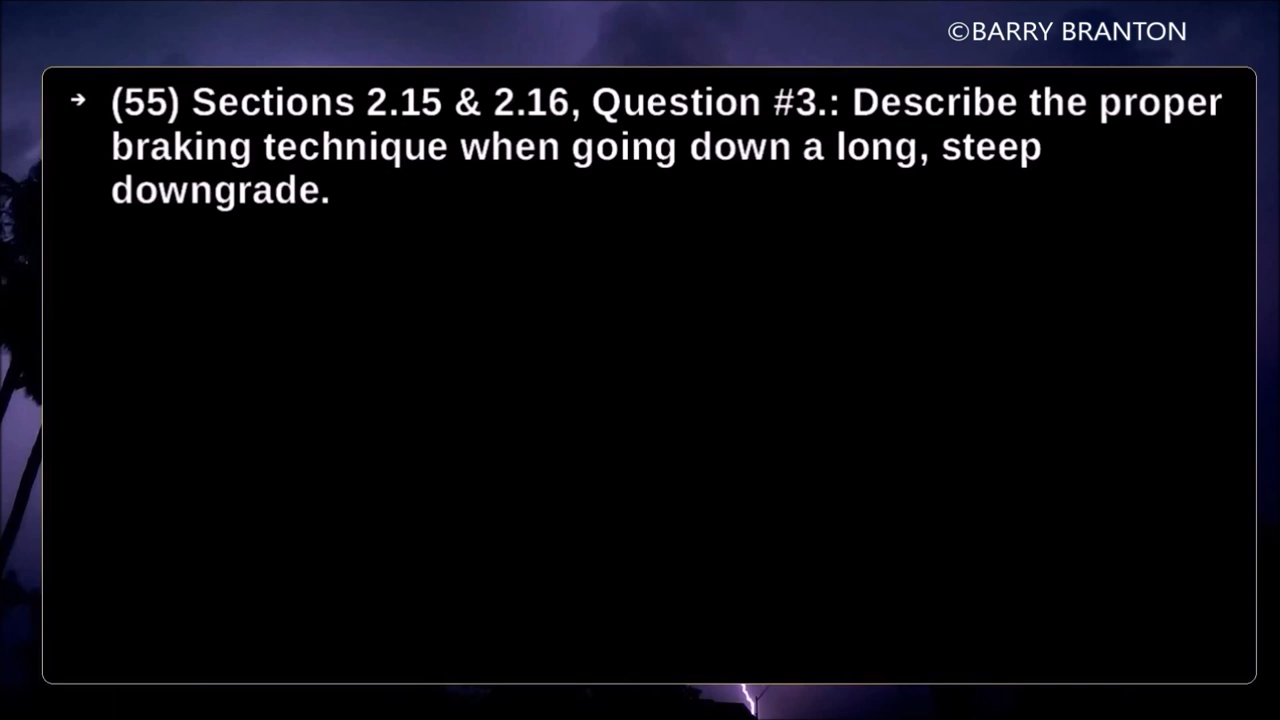 ©BARRY BRANTON
➔ (55) Sections 2.15 & 2.16, Question #3.: Describe the proper
braking technique when going down a long, steep
downgrade.